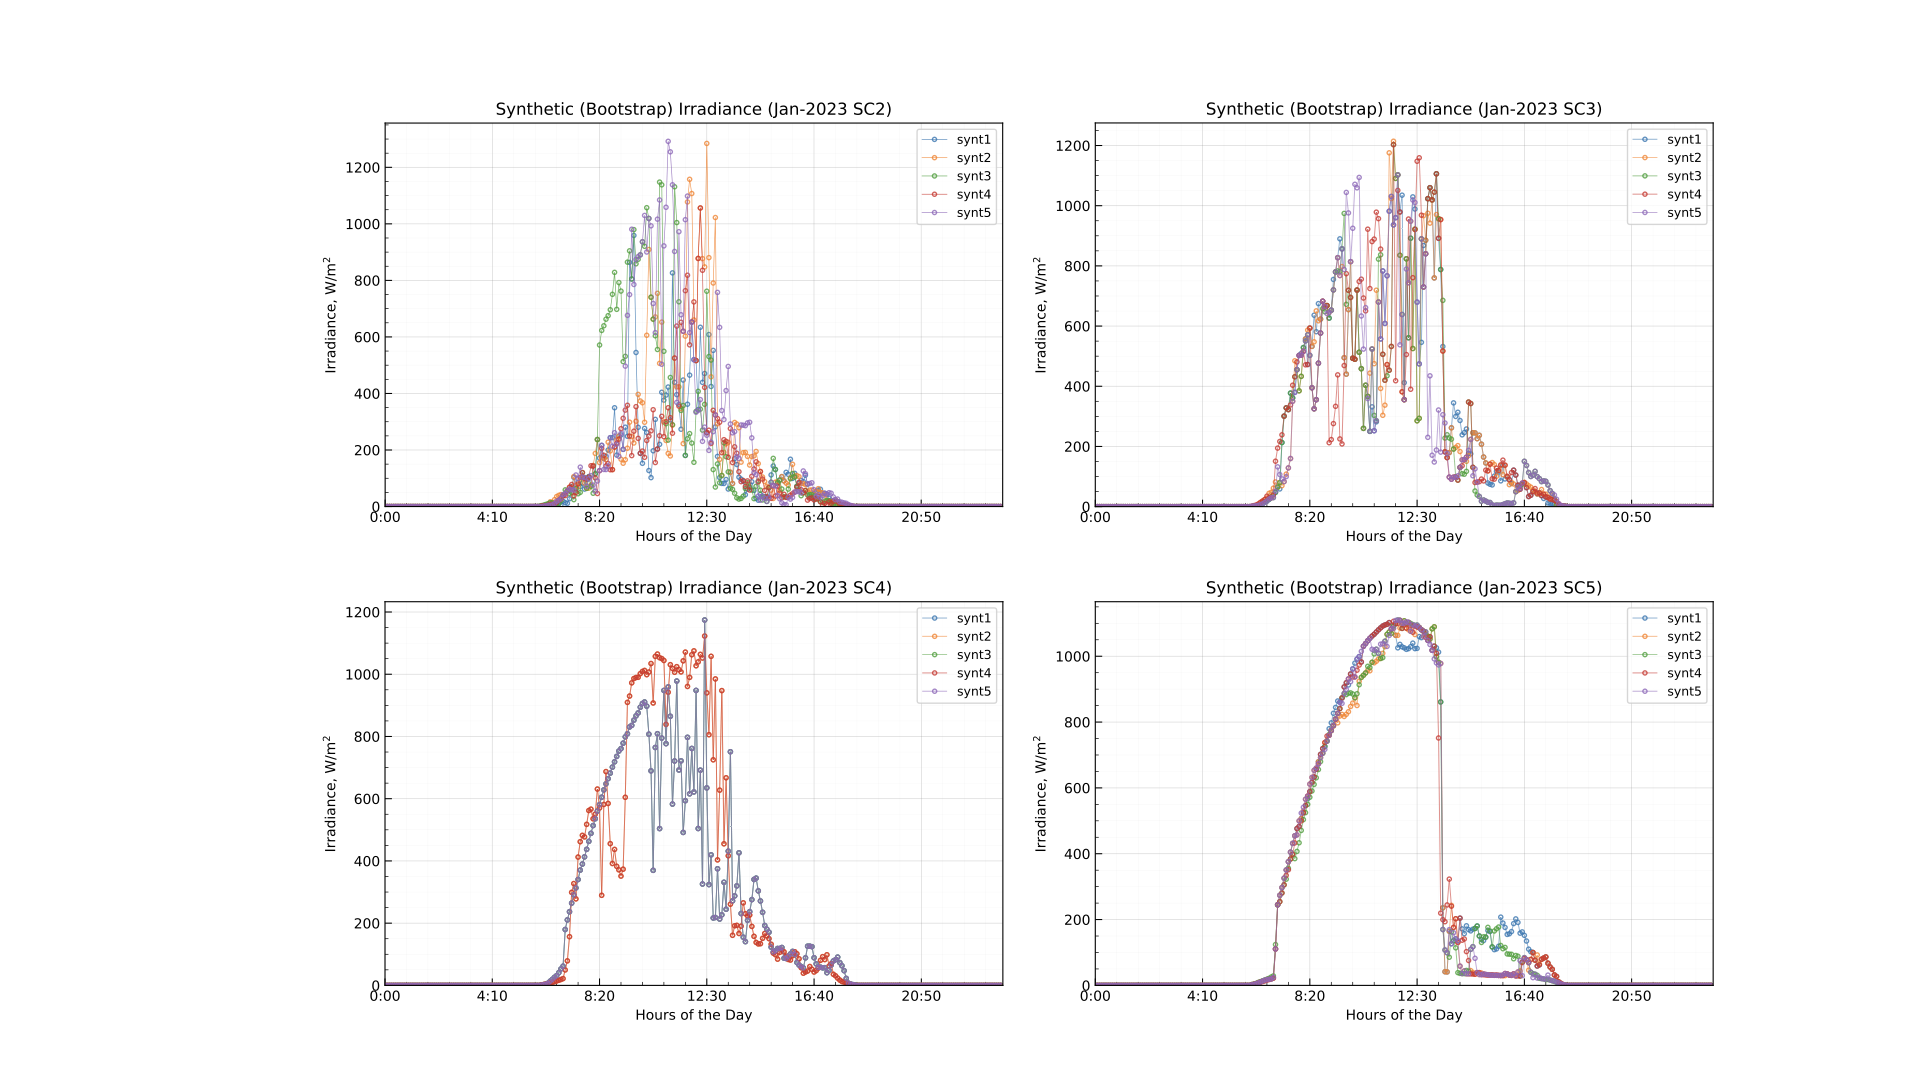 Synthetic (Bootstrap) Irradiance (Jan-2023 SC2)
Irradiance, W/m²
1200
1000
800
600
400
200
0
0:00 4:10 8:20 12:30 16:40 20:50
Hours of the Day
synt1
synt2
synt3
synt4
synt5
Synthetic (Bootstrap) Irradiance (Jan-2023 SC3)
Irradiance, W/m²
1200
1000
800
600
400
200
0
0:00 4:10 8:20 12:30 16:40 20:50
Hours of the Day
synt1
synt2
synt3
synt4
synt5
Synthetic (Bootstrap) Irradiance (Jan-2023 SC4)
Irradiance, W/m²
1200
1000
800
600
400
200
0
0:00 4:10 8:20 12:30 16:40 20:50
Hours of the Day
synt1
synt2
synt3
synt4
synt5
Synthetic (Bootstrap) Irradiance (Jan-2023 SC5)
Irradiance, W/m²
1000
800
600
400
200
0
0:00 4:10 8:20 12:30 16:40 20:50
Hours of the Day
synt1
synt2
synt3
synt4
synt5